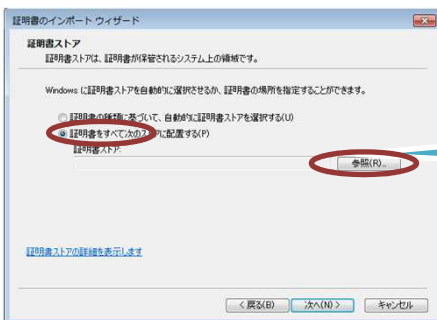 証明書のインポート ウィザード
証明書ストア
証明書ストアは、証明書が保管されるシステム上の領域です。
Windows に証明書ストアを自動的に選択させるか、証明書の場所を指定することができます。
証明書の種類に基づいて、自動的に証明書ストアを選択する(U)
証明書をすべて次のストアに配置する(P)
証明書ストア:
参照(R)...
証明書ストアの詳細を表示します
< 戻る(B) 次へ(N) > キャンセル